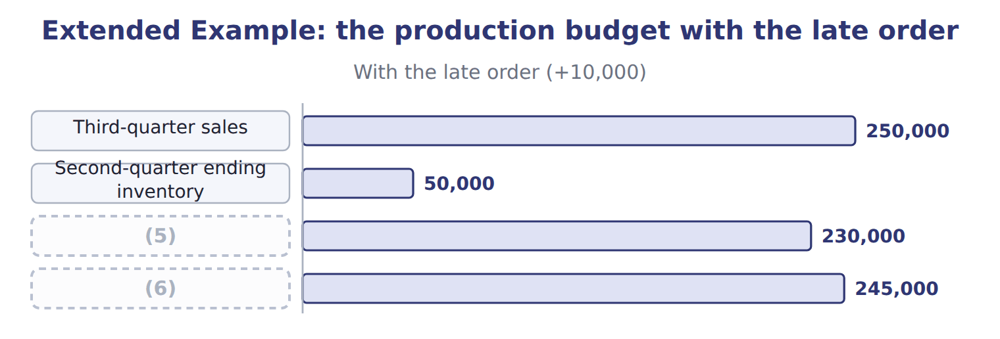 Extended Example: the production budget with the late order
With the late order (+10,000)
Third-quarter sales
250,000
Second-quarter ending
inventory
50,000
(5)
230,000
(6)
245,000